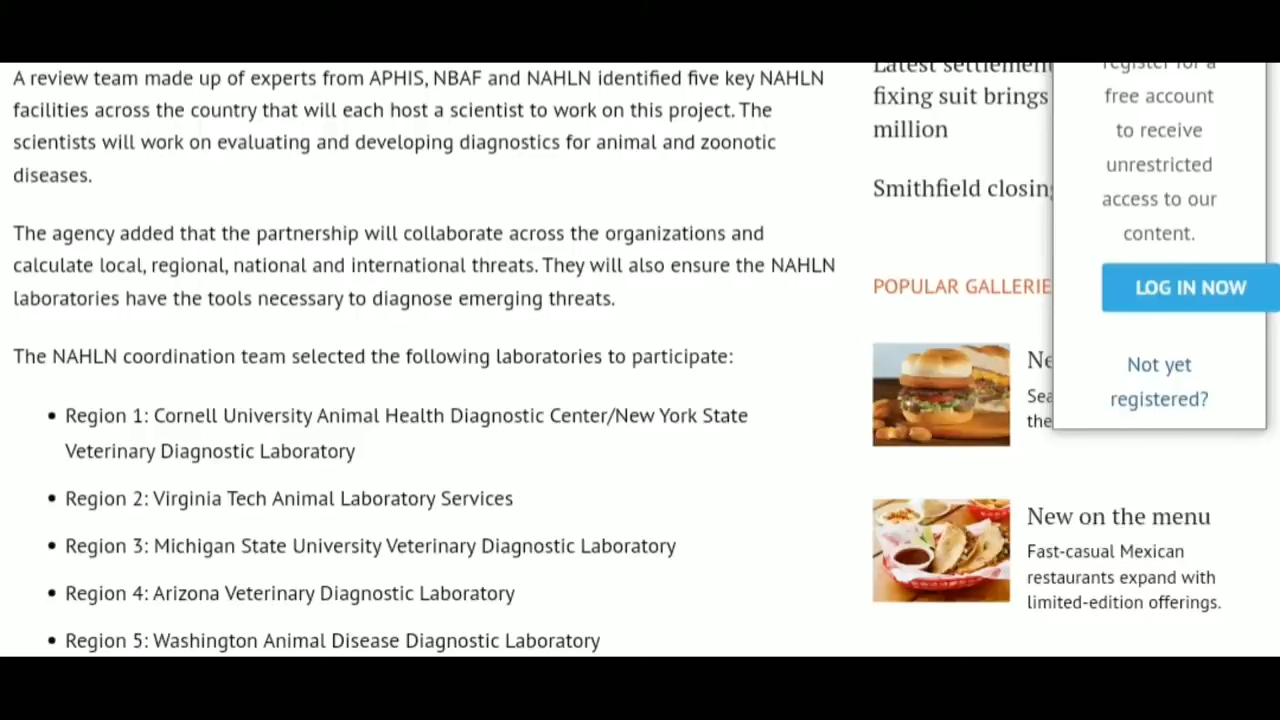 A review team made up of experts from APHIS, NBAF and NAHLN identified five key NAHLN
facilities across the country that will each host a scientist to work on this project. The
scientists will work on evaluating and developing diagnostics for animal and zoonotic
diseases.
The agency added that the partnership will collaborate across the organizations and
calculate local, regional, national and international threats. They will also ensure the NAHLN
laboratories have the tools necessary to diagnose emerging threats.
The NAHLN coordination team selected the following laboratories to participate:
• Region 1: Cornell University Animal Health Diagnostic Center/New York State
Veterinary Diagnostic Laboratory
• Region 2: Virginia Tech Animal Laboratory Services
• Region 3: Michigan State University Veterinary Diagnostic Laboratory
• Region 4: Arizona Veterinary Diagnostic Laboratory
• Region 5: Washington Animal Disease Diagnostic Laboratory
Latest settlement
fixing suit brings
million
Smithfield closing
POPULAR GALLERIE
Ne
Sea
the
New on the menu
Fast-casual Mexican
restaurants expand with
limited-edition offerings.
register for a
free account
to receive
unrestricted
access to our
content.
LOG IN NOW
Not yet
registered?